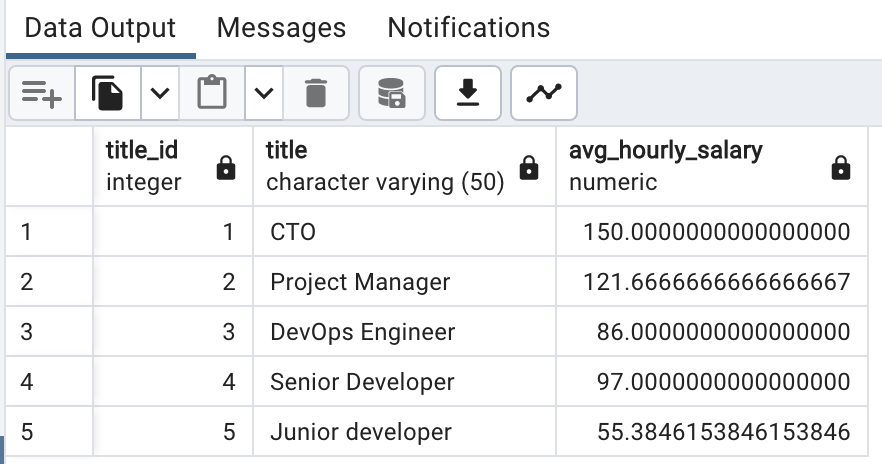 Data Output Messages Notifications
title_id title avg_hourly_salary
integer character varying (50) numeric
1 1 CTO 150.0000000000000000
2 2 Project Manager 121.6666666666666667
3 3 DevOps Engineer 86.0000000000000000
4 4 Senior Developer 97.0000000000000000
5 5 Junior developer 55.3846153846153846